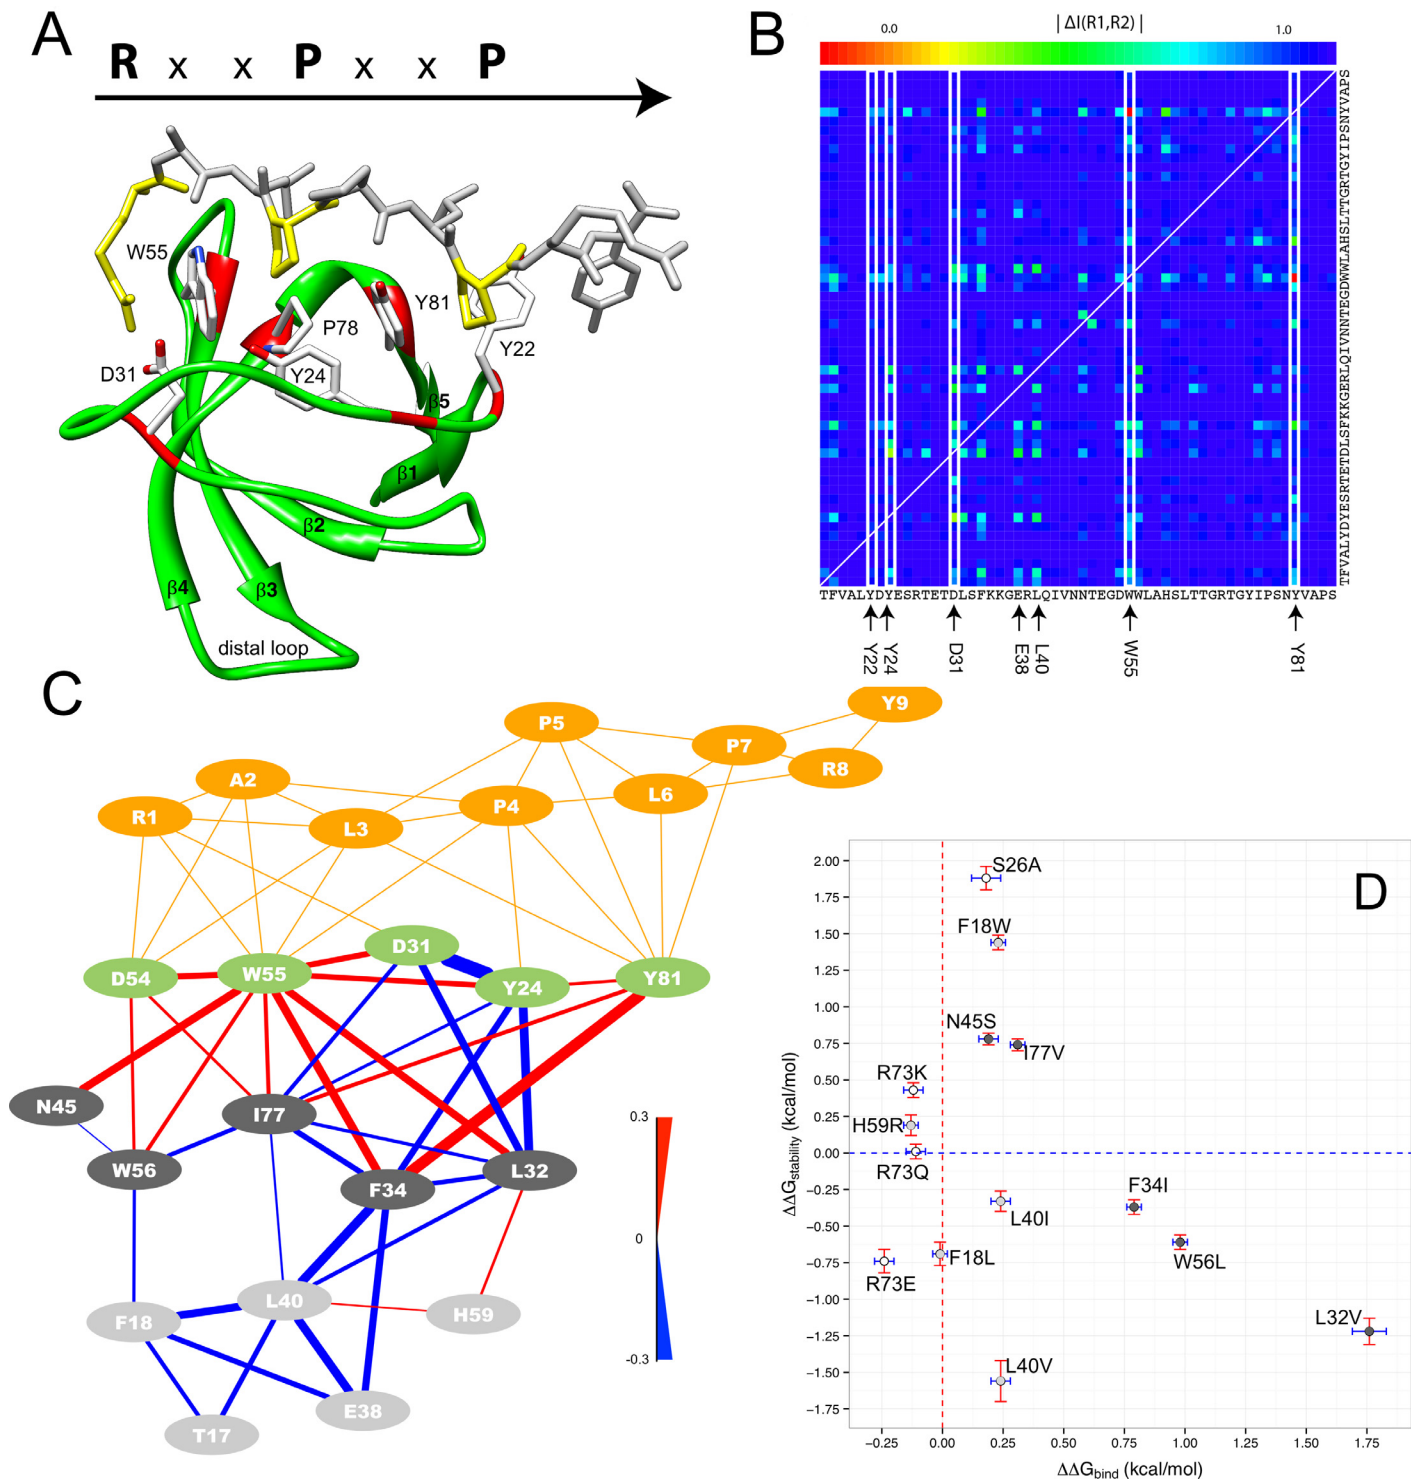 A
R x x P x x P
W55
P78
Y81
Y22
D31
Y24
β5
β1
β2
β4
β3
distal loop
B
0.0
| ΔI(R1,R2) |
1.0
TFVALYDYESRTETDLSFKKGERLQIVNNTEGDWWLAHSLTTGRTGYIPSNYVAPS
TFVALYDYESRTETDLSFKKGERLQIVNNTEGDWWLAHSLTTGRTGYIPSNYVAPS
Y22
Y24
D31
E38
L40
W55
Y81
C
Y9
P5
P7
R8
A2
L6
R1
P4
L3
D31
D54
W55
Y24
Y81
N45
I77
W56
F34
L32
L40
F18
H59
E38
T17
0.3
0
-0.3
D
2.00
1.75
1.50
1.25
1.00
0.75
0.50
0.25
0.00
−0.25
−0.50
−0.75
−1.00
−1.25
−1.50
−1.75
ΔΔGstability (kcal/mol)
S26A
F18W
N45S
I77V
R73K
H59R
R73Q
L40I
F34I
F18L
W56L
R73E
L32V
L40V
−0.25 0.00 0.25 0.50 0.75 1.00 1.25 1.50 1.75
ΔΔGbind (kcal/mol)